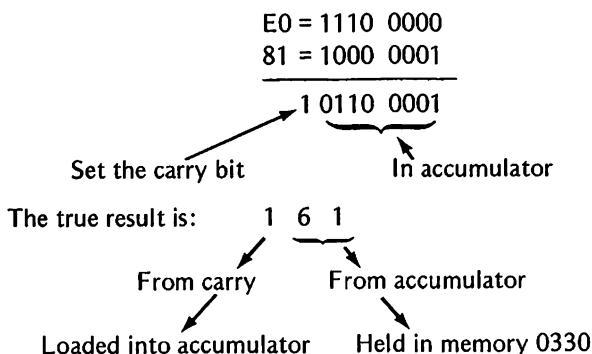 E0 = 1110 0000
81 = 1000 0001
1 0110 0001
Set the carry bit
In accumulator
The true result is: 1 6 1
From carry
From accumulator
Loaded into accumulator
Held in memory 0330